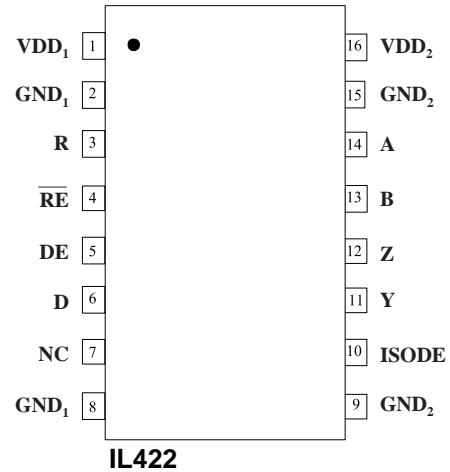 VDD₁ 1 16 VDD₂
GND₁ 2 15 GND₂
R 3 14 A
R̅E̅ 4 13 B
DE 5 12 Z
D 6 11 Y
NC 7 10 ISODE
GND₁ 8 9 GND₂
IL422